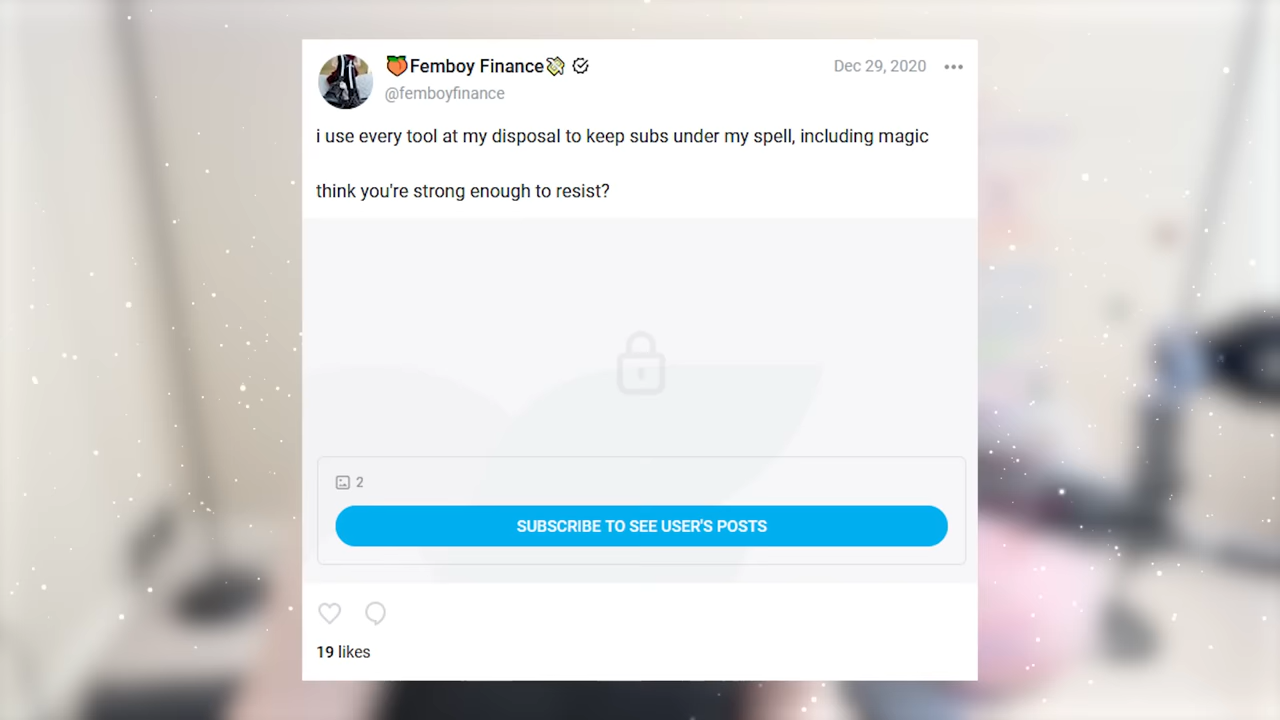 🍑Femboy Finance💸
Dec 29, 2020
@femboyfinance
i use every tool at my disposal to keep subs under my spell, including magic
think you're strong enough to resist?
2
SUBSCRIBE TO SEE USER'S POSTS
19 likes